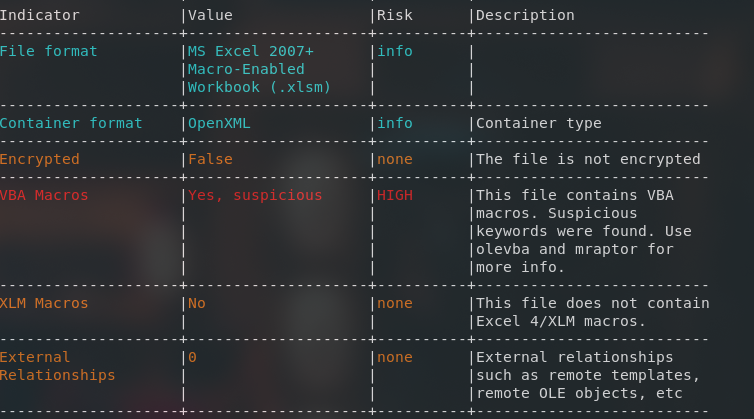 Indicator |Value |Risk |Description
--------------------+--------------------+----------+--------------------------
File format |MS Excel 2007+ |info |
|Macro-Enabled | |
|Workbook (.xlsm) | |
--------------------+--------------------+----------+--------------------------
Container format |OpenXML |info |Container type
--------------------+--------------------+----------+--------------------------
Encrypted |False |none |The file is not encrypted
--------------------+--------------------+----------+--------------------------
VBA Macros |Yes, suspicious |HIGH |This file contains VBA
| | |macros. Suspicious
| | |keywords were found. Use
| | |olevba and mraptor for
| | |more info.
--------------------+--------------------+----------+--------------------------
XLM Macros |No |none |This file does not contain
| | |Excel 4/XLM macros.
--------------------+--------------------+----------+--------------------------
External |0 |none |External relationships
Relationships | | |such as remote templates,
| | |remote OLE objects, etc
--------------------+--------------------+----------+--------------------------